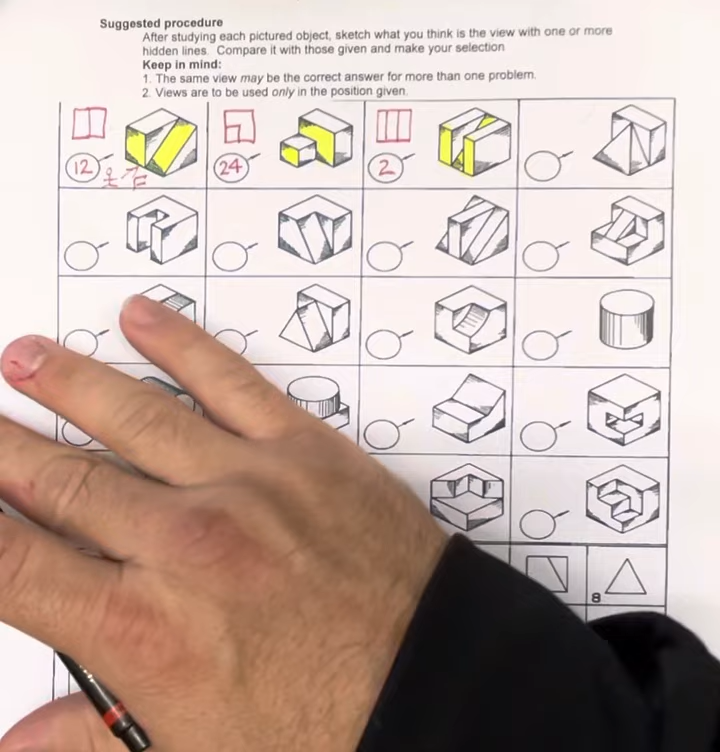 Suggested procedure
After studying each pictured object, sketch what you think is the view with one or more
hidden lines. Compare it with those given and make your selection
Keep in mind:
1. The same view may be the correct answer for more than one problem.
2. Views are to be used only in the position given.
12
24
2
8